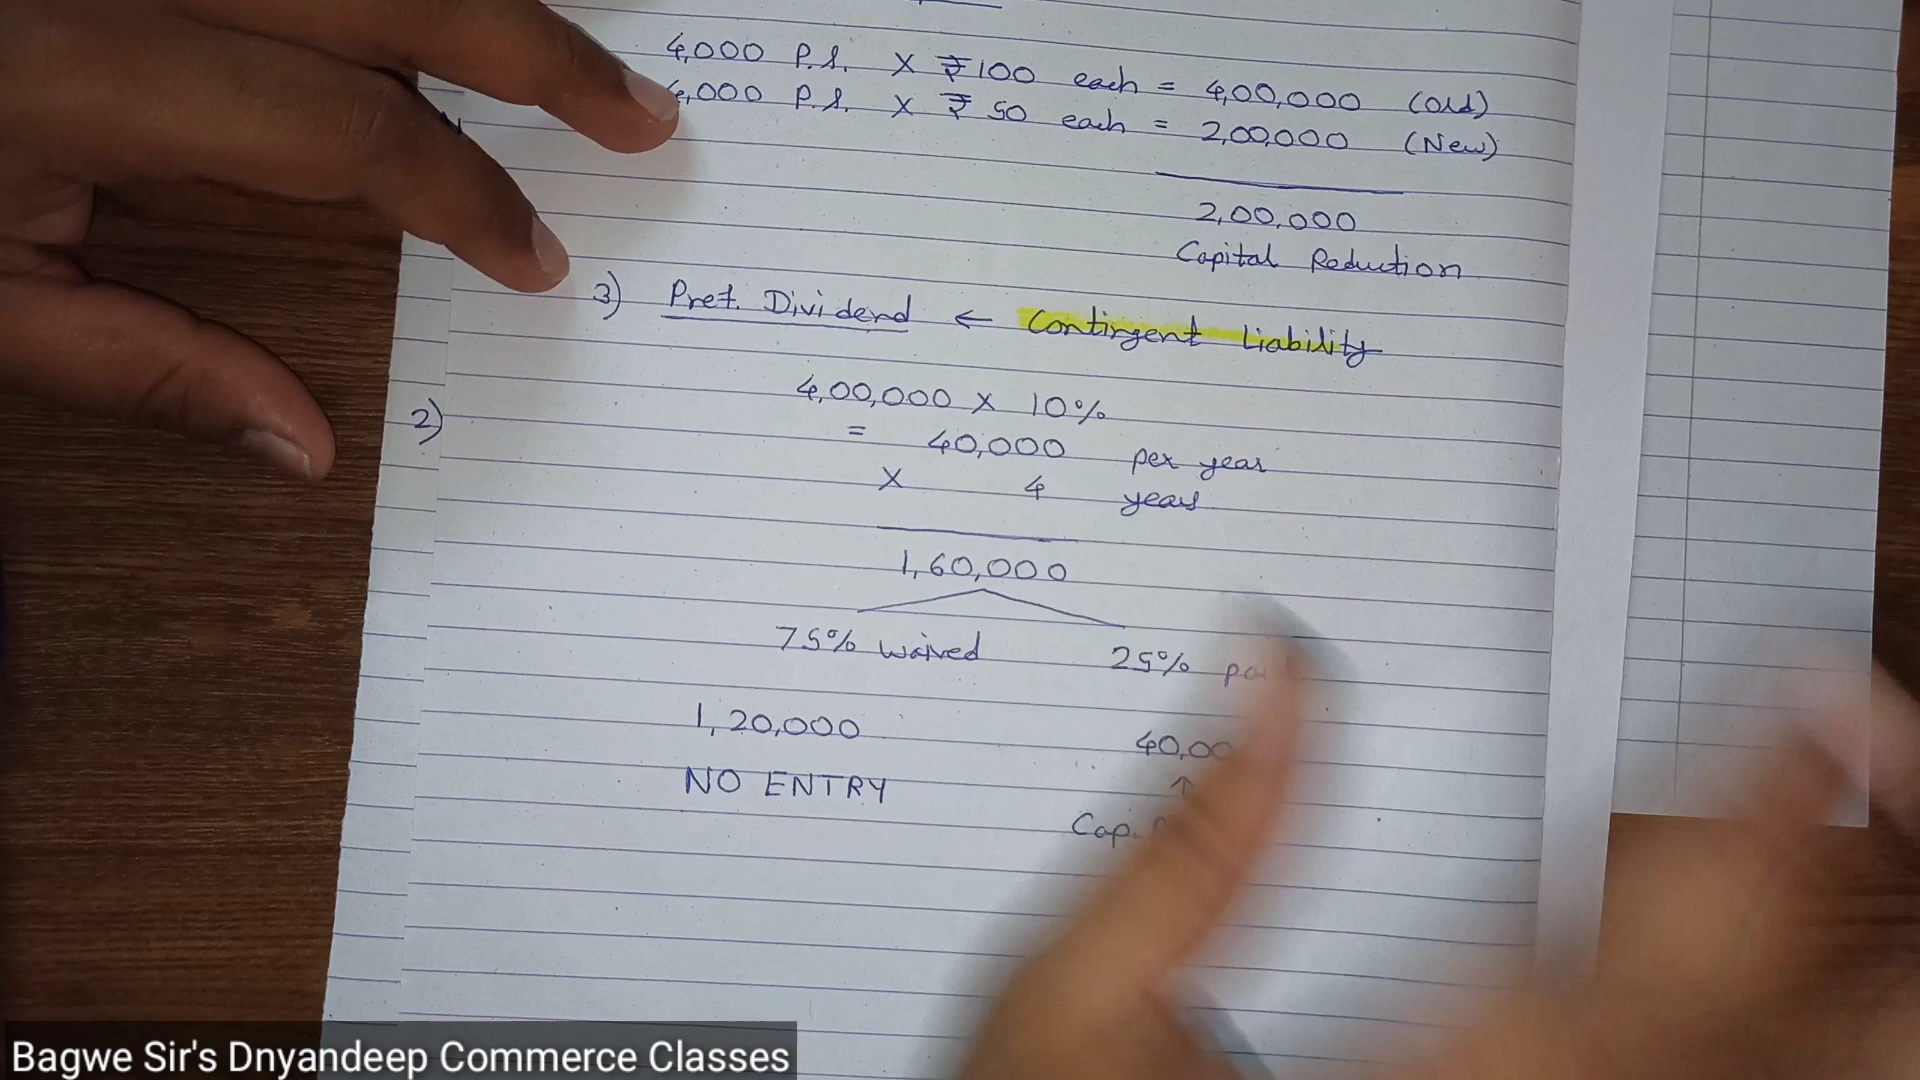 4,000 P.S. X ₹100 each = 4,00,000 (Old)
4,000 P.S. X ₹ 50 each = 2,00,000 (New)
2,00,000
Capital Reduction
3) Pref. Dividend ← Contingent Liability
4,00,000 X 10%
2)
= 40,000 per year
X 4 years
1,60,000
75% waived 25%
1,20,000
NO ENTRY ↑
Cap.
Bagwe Sir's Dnyandeep Commerce Classes